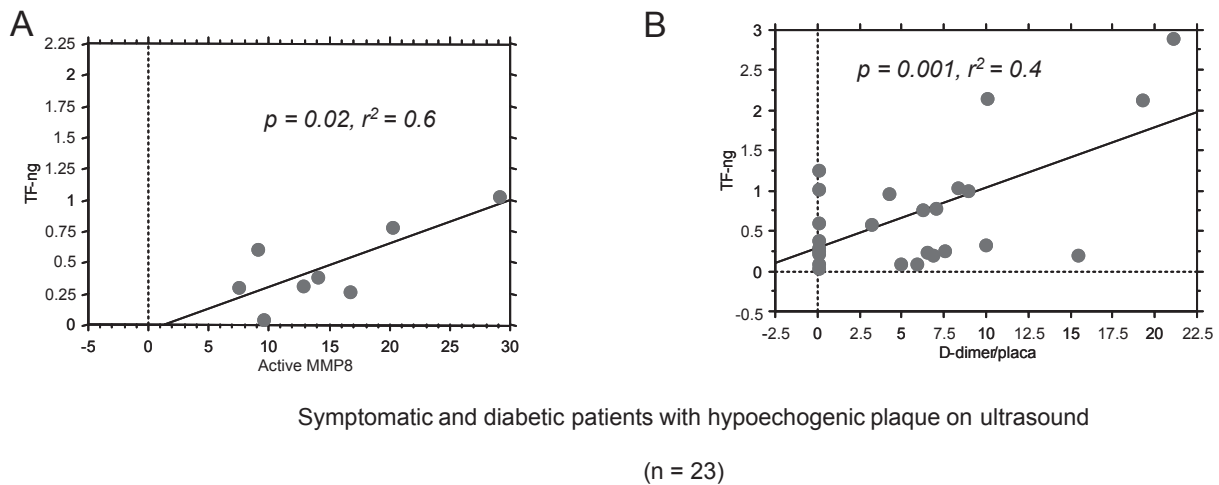 A
2.25
2
1.75
1.5
1.25
1
0.75
0.5
0.25
0
TF-ng
p = 0.02, r² = 0.6
-5 0 5 10 15 20 25 30
Active MMP8
B
3
2.5
2
1.5
1
0.5
0
-0.5
TF-ng
p = 0.001, r² = 0.4
-2.5 0 2.5 5 7.5 10 12.5 15 17.5 20 22.5
D-dimer/placa
Symptomatic and diabetic patients with hypoechogenic plaque on ultrasound
(n = 23)